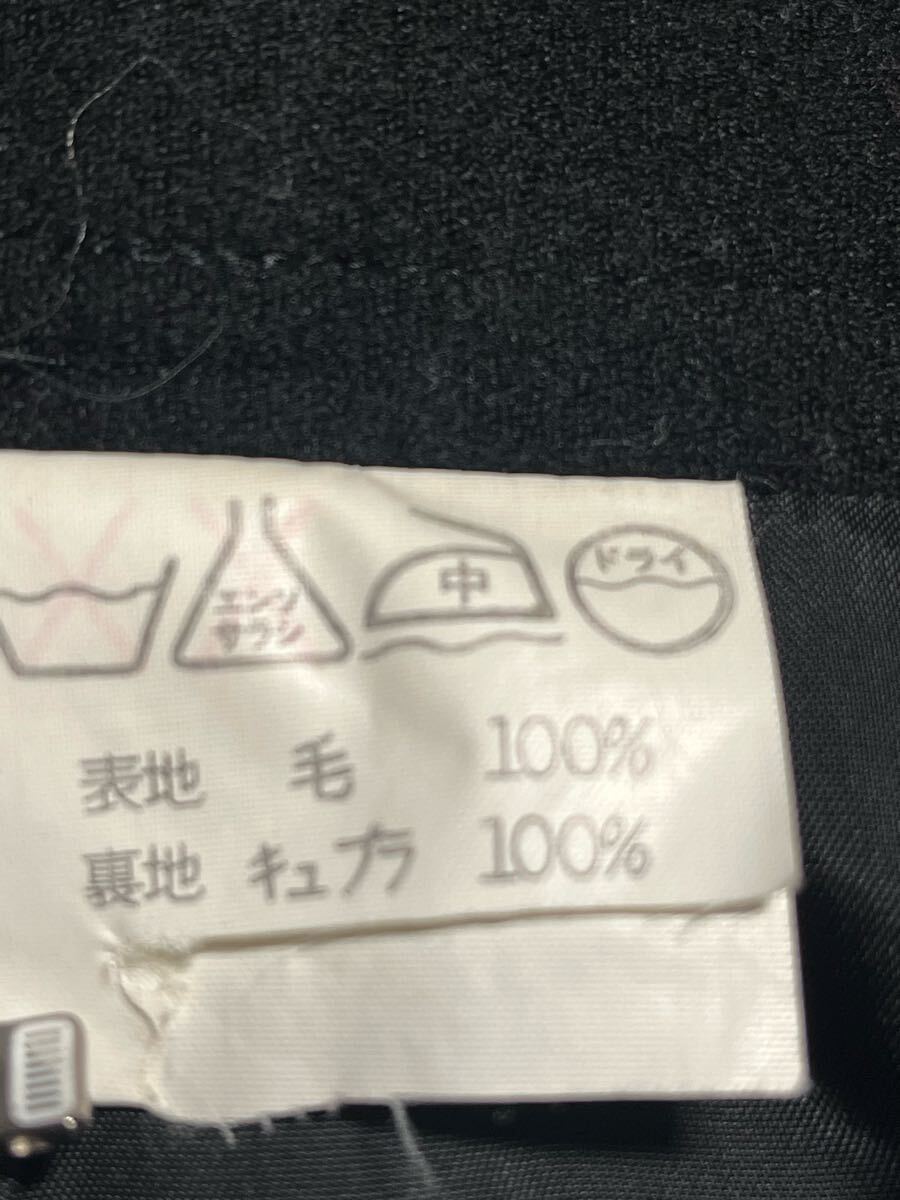 エンソ
サラシ
中
ドライ
表地 毛 100%
裏地 キュプラ 100%